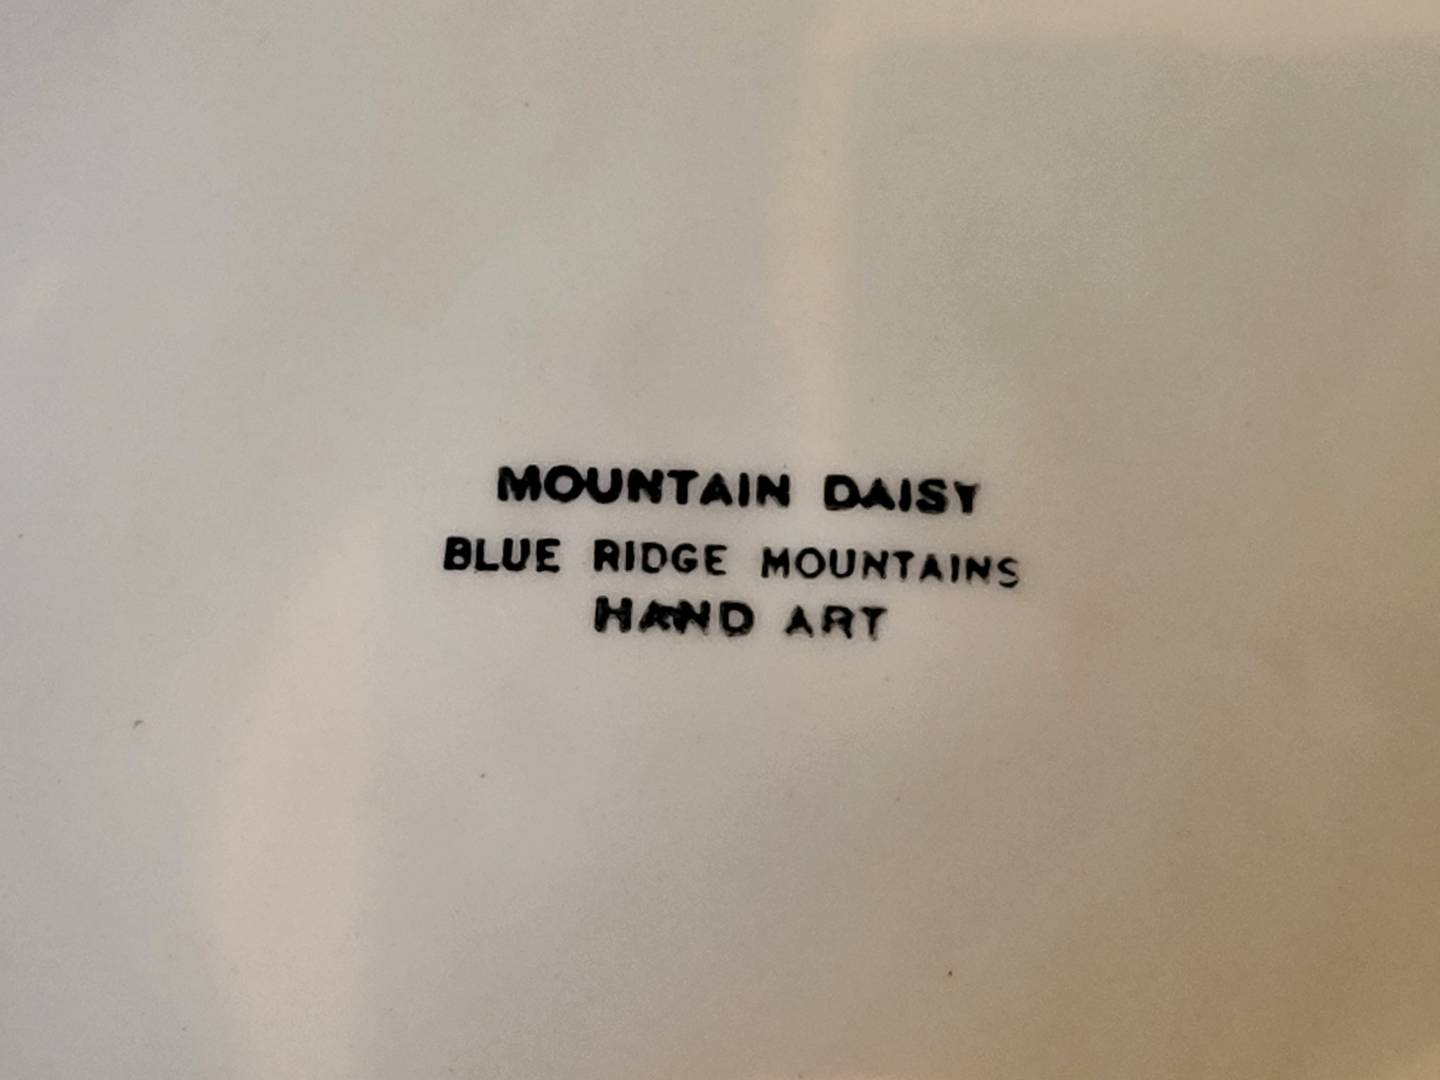 MOUNTAIN DAISY
BLUE RIDGE MOUNTAINS
HAND ART